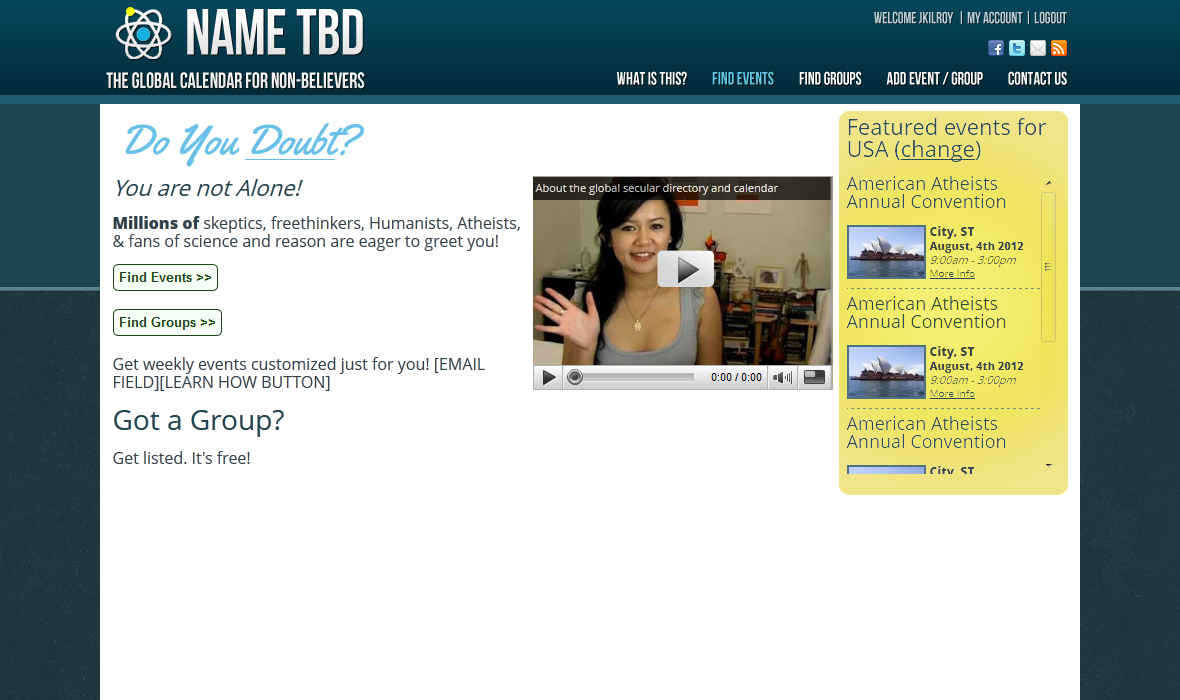 NAME TBD
THE GLOBAL CALENDAR FOR NON-BELIEVERS
WELCOME JKILROY | MY ACCOUNT | LOGOUT
WHAT IS THIS? FIND EVENTS FIND GROUPS ADD EVENT / GROUP CONTACT US
Do You Doubt?
You are not Alone!
Millions of skeptics, freethinkers, Humanists, Atheists,
& fans of science and reason are eager to greet you!
Find Events >>
Find Groups >>
Get weekly events customized just for you! [EMAIL
FIELD][LEARN HOW BUTTON]
Got a Group?
Get listed. It's free!
About the global secular directory and calendar
0:00 / 0:00
Featured events for
USA (change)
American Atheists
Annual Convention
City, ST
August, 4th 2012
9:00am - 3:00pm
More Info
American Atheists
Annual Convention
City, ST
August, 4th 2012
9:00am - 3:00pm
More Info
American Atheists
Annual Convention
City, ST